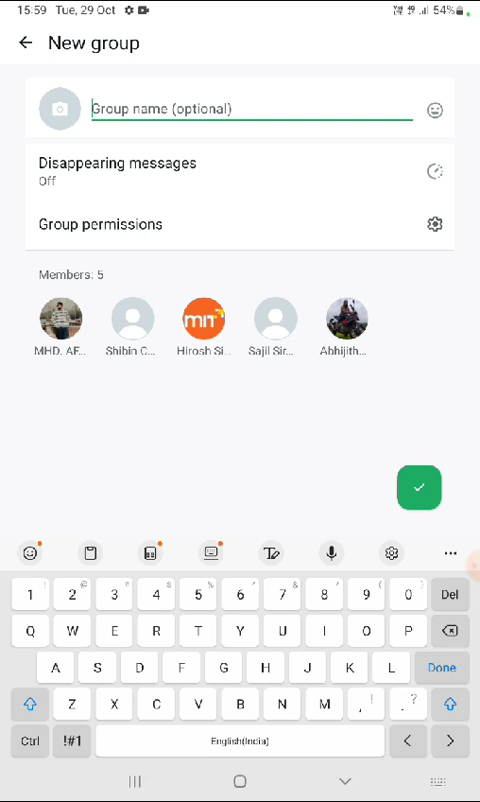 15:59 Tue, 29 Oct 54%
New group
Group name (optional)
Disappearing messages
Off
Group permissions
Members: 5
mit
MHD. AF... Shibin C... Hirosh Si... Sajil Sir... Abhijith...
! @ # $ % ^ & * ( )
1 2 3 4 5 6 7 8 9 0 Del
Q W E R T Y U I O P
A S D F G H J K L Done
Z X C V B N M , ! . ?
Ctrl !#1 English(India) < >